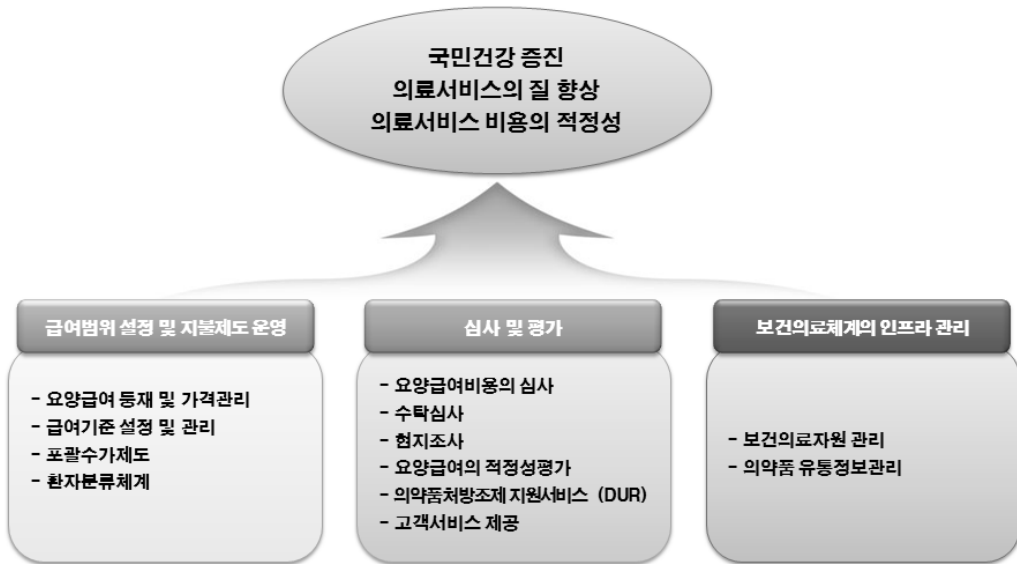 국민건강 증진
의료서비스의 질 향상
의료서비스 비용의 적정성
급여범위 설정 및 지불제도 운영
- 요양급여 등재 및 가격관리
- 급여기준 설정 및 관리
- 포괄수가제도
- 환자분류체계
심사 및 평가
- 요양급여비용의 심사
- 수탁심사
- 현지조사
- 요양급여의 적정성평가
- 의약품처방조제 지원서비스 (DUR)
- 고객서비스 제공
보건의료체계의 인프라 관리
- 보건의료자원 관리
- 의약품 유통정보관리